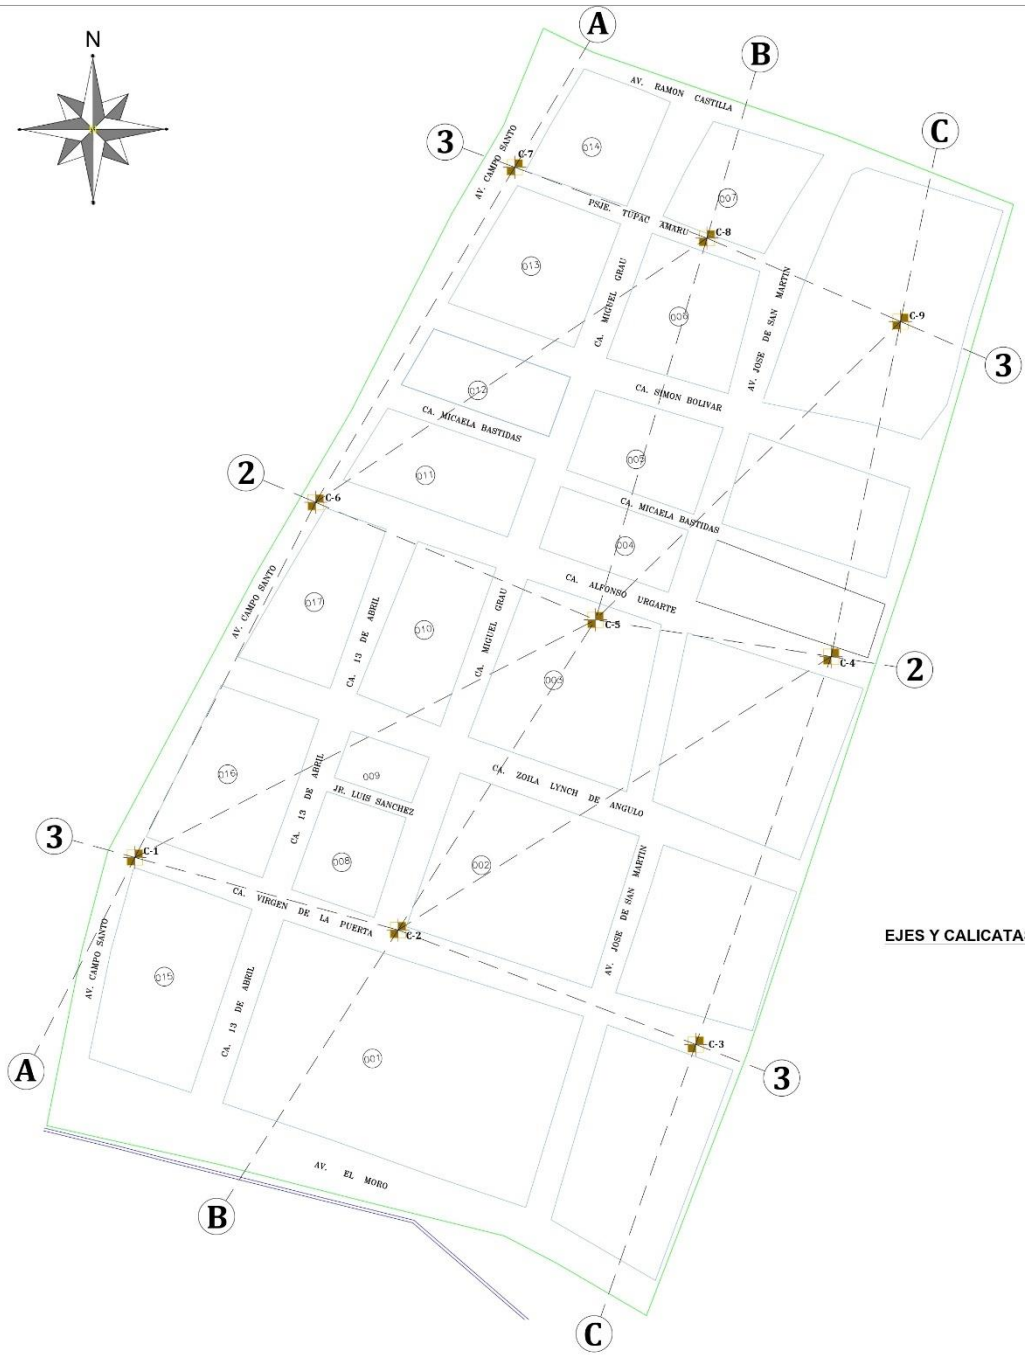 N
A
B
C
AV. RAMON CASTILLA
3
AV. CAMPO SANTO
C-7
014
007
PSJE. TUPAC AMARU
C-8
013
CA. MIGUEL GRAU
006
AV. JOSE DE SAN MARTIN
C-9
3
012
CA. SIMON BOLIVAR
CA. MICAELA BASTIDAS
2
C-6
011
005
CA. MICAELA BASTIDAS
004
CA. ALFONSO URGARTE
AV. CAMPO SANTO
017
CA. 13 DE ABRIL
010
CA. MIGUEL GRAU
C-5
C-4
2
003
016
CA. 13 DE ABRIL
009
JR. LUIS SANCHEZ
CA. ZOILA LYNCH DE ANGULO
3
C-1
008
002
AV. JOSE DE SAN MARTIN
CA. VIRGEN DE LA PUERTA
C-2
EJES Y CALICATAS
AV. CAMPO SANTO
015
CA. 13 DE ABRIL
001
C-3
3
A
AV. EL MORO
B
C